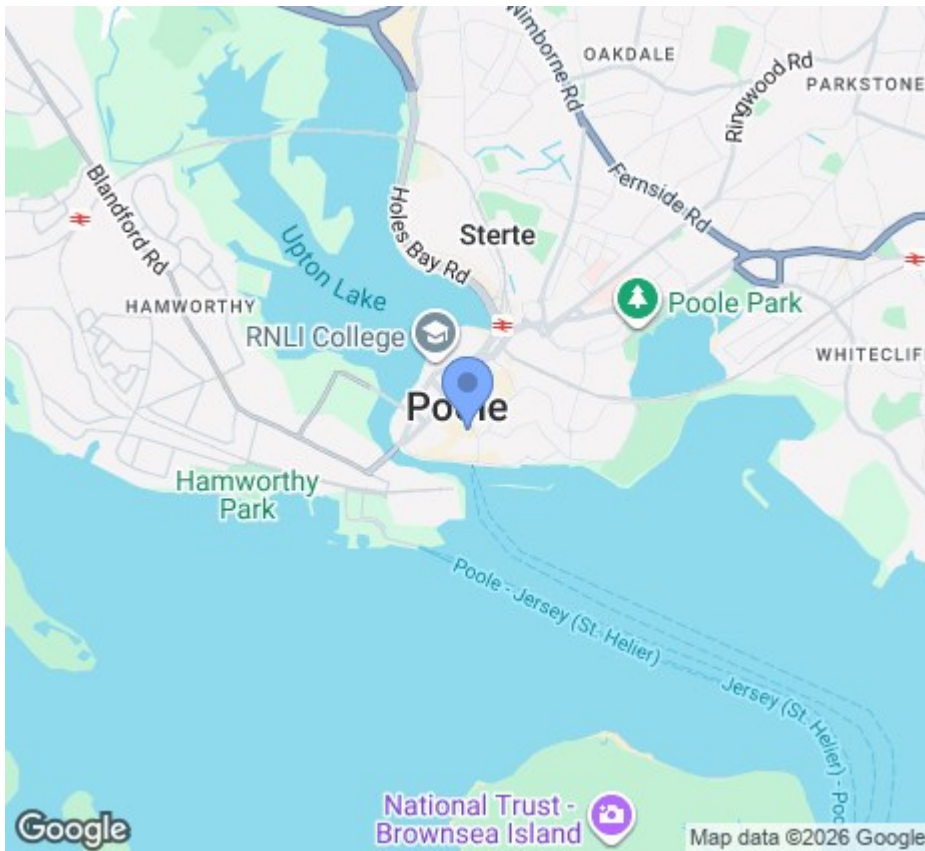 Wimborne Rd
OAKDALE
Ringwood Rd
PARKSTONE
Blandford Rd
Holes Bay Rd
Fernside Rd
Sterte
Upton Lake
HAMWORTHY
Poole Park
RNLI College
WHITECLIFF
Poole
Hamworthy
Park
Poole - Jersey (St. Helier)
Jersey (St. Helier) - Poo
National Trust -
Brownsea Island
Google
Map data ©2026 Google